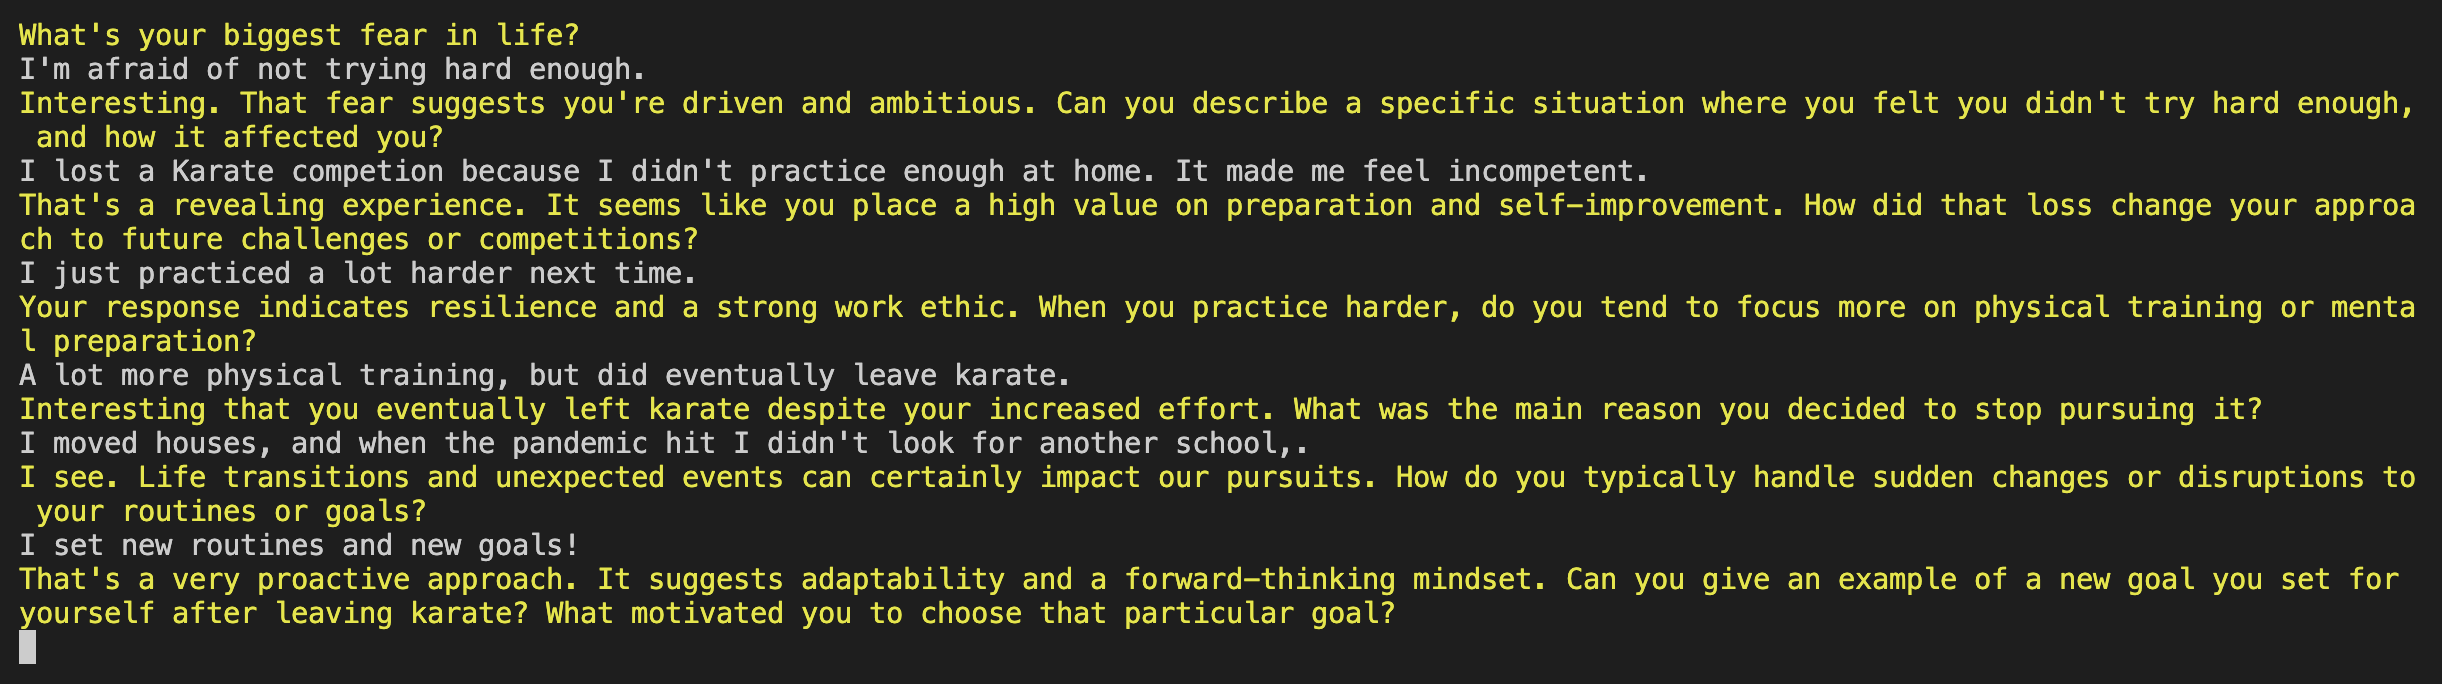 What's your biggest fear in life?
I'm afraid of not trying hard enough.
Interesting. That fear suggests you're driven and ambitious. Can you describe a specific situation where you felt you didn't try hard enough,
 and how it affected you?
I lost a Karate competion because I didn't practice enough at home. It made me feel incompetent.
That's a revealing experience. It seems like you place a high value on preparation and self-improvement. How did that loss change your approa
ch to future challenges or competitions?
I just practiced a lot harder next time.
Your response indicates resilience and a strong work ethic. When you practice harder, do you tend to focus more on physical training or menta
l preparation?
A lot more physical training, but did eventually leave karate.
Interesting that you eventually left karate despite your increased effort. What was the main reason you decided to stop pursuing it?
I moved houses, and when the pandemic hit I didn't look for another school,.
I see. Life transitions and unexpected events can certainly impact our pursuits. How do you typically handle sudden changes or disruptions to
 your routines or goals?
I set new routines and new goals!
That's a very proactive approach. It suggests adaptability and a forward-thinking mindset. Can you give an example of a new goal you set for
yourself after leaving karate? What motivated you to choose that particular goal?